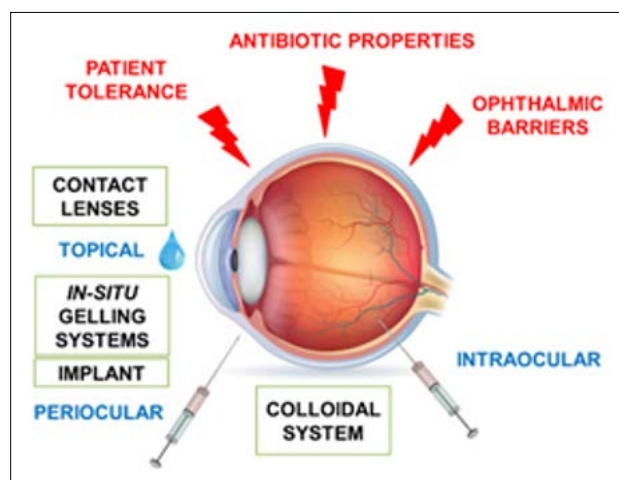 ANTIBIOTIC PROPERTIES
PATIENT
TOLERANCE
OPHTHALMIC
BARRIERS
CONTACT
LENSES
TOPICAL
IN-SITU
GELLING
SYSTEMS
IMPLANT
PERIOCULAR
COLLOIDAL
SYSTEM
INTRAOCULAR